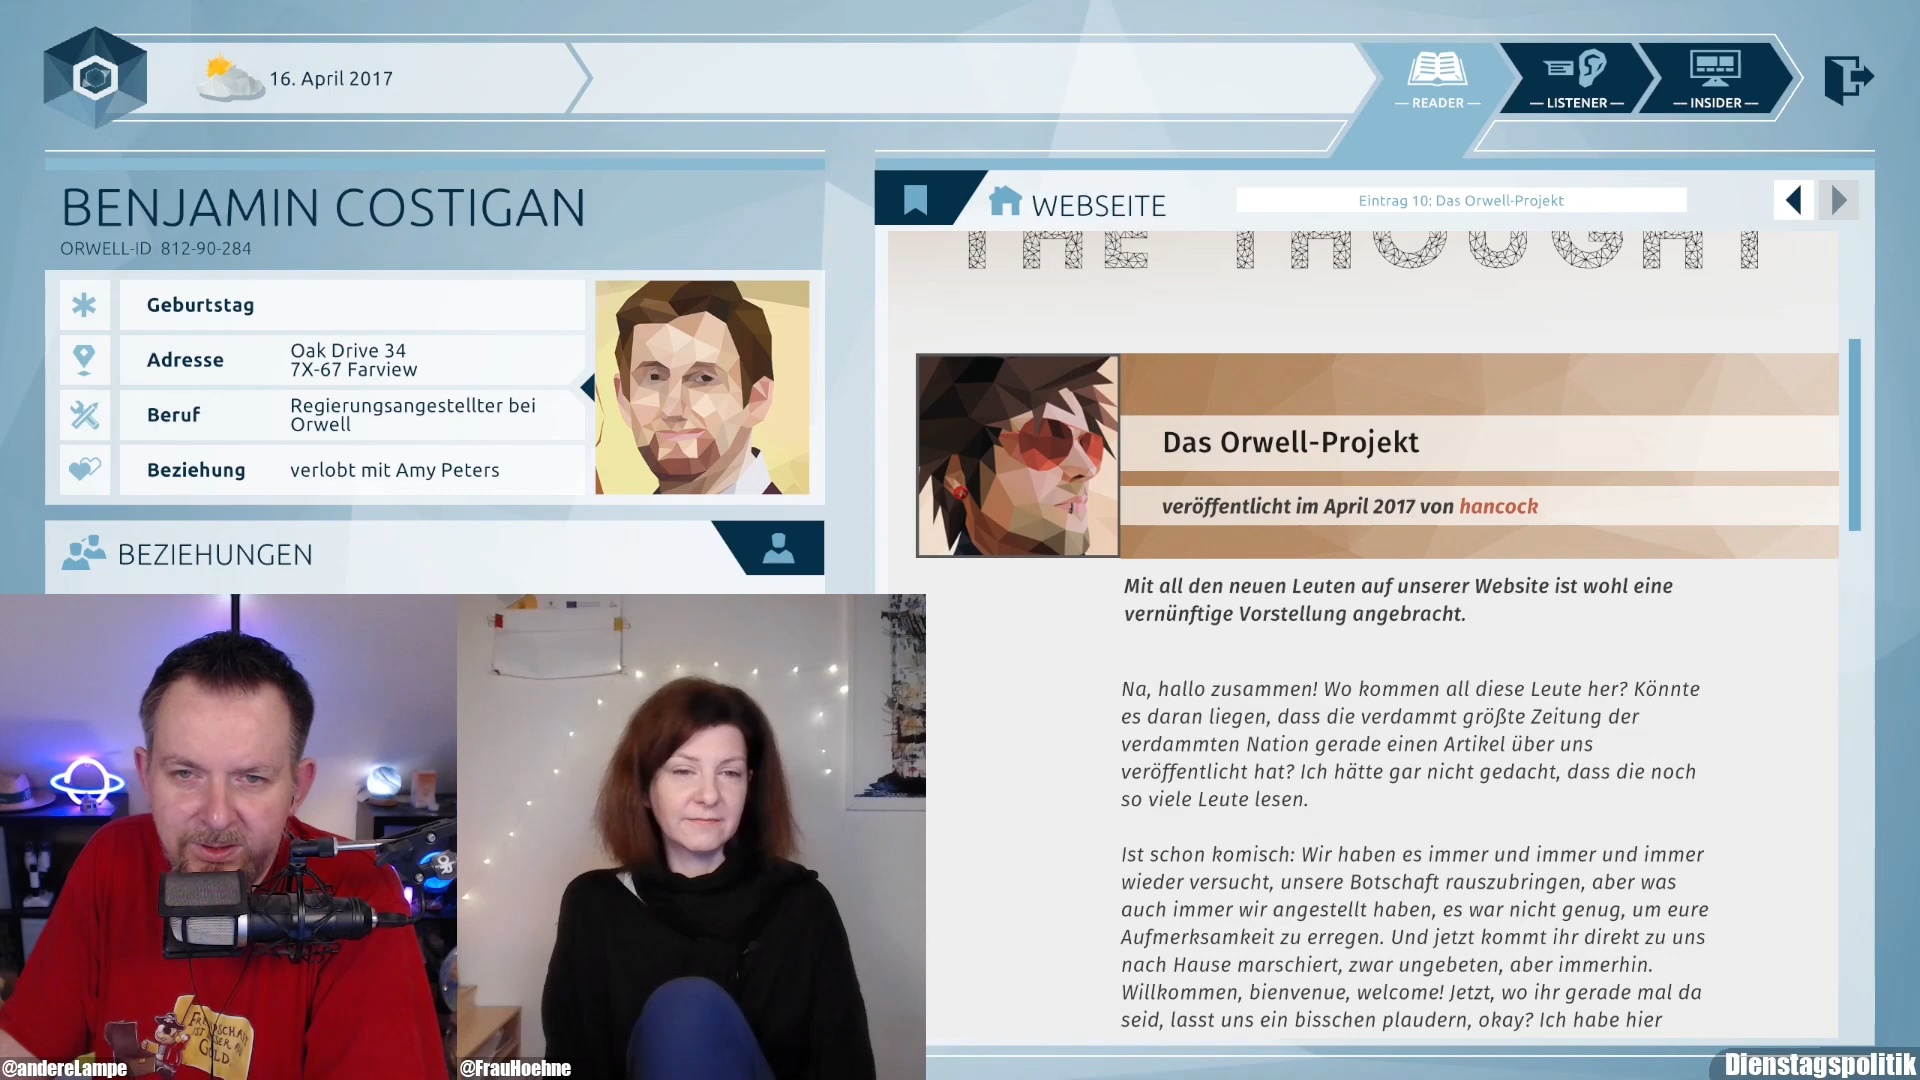 16. April 2017
READER
LISTENER
INSIDER
BENJAMIN COSTIGAN
ORWELL-ID 812-90-284
Geburtstag
Adresse
Oak Drive 34
7X-67 Farview
Beruf
Regierungsangestellter bei
Orwell
Beziehung
verlobt mit Amy Peters
BEZIEHUNGEN
WEBSEITE
Eintrag 10: Das Orwell-Projekt
THE THOUGHT
Das Orwell-Projekt
veröffentlicht im April 2017 von hancock
Mit all den neuen Leuten auf unserer Website ist wohl eine
vernünftige Vorstellung angebracht.
Na, hallo zusammen! Wo kommen all diese Leute her? Könnte
es daran liegen, dass die verdammt größte Zeitung der
verdammten Nation gerade einen Artikel über uns
veröffentlicht hat? Ich hätte gar nicht gedacht, dass die noch
so viele Leute lesen.
Ist schon komisch: Wir haben es immer und immer und immer
wieder versucht, unsere Botschaft rauszubringen, aber was
auch immer wir angestellt haben, es war nicht genug, um eure
Aufmerksamkeit zu erregen. Und jetzt kommt ihr direkt zu uns
nach Hause marschiert, zwar ungebeten, aber immerhin.
Willkommen, bienvenue, welcome! Jetzt, wo ihr gerade mal da
seid, lasst uns ein bisschen plaudern, okay? Ich habe hier
@andereLampe
@FrauHoehne
Dienstagspolitik